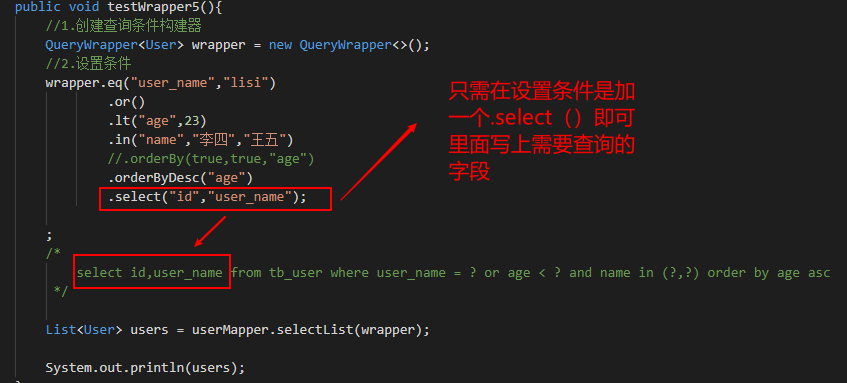 public void testWrapper5(){
//1.创建查询条件构建器
QueryWrapper<User> wrapper = new QueryWrapper<>();
//2.设置条件
wrapper.eq("user_name","lisi")
.or()
.lt("age",23)
.in("name","李四","王五")
//.orderBy(true,true,"age")
.orderByDesc("age")
.select("id","user_name");
;
/*
select id,user_name from tb_user where user_name = ? or age < ? and name in (?,?) order by age asc
*/
List<User> users = userMapper.selectList(wrapper);
System.out.println(users);
只需在设置条件是加
一个.select（）即可
里面写上需要查询的
字段